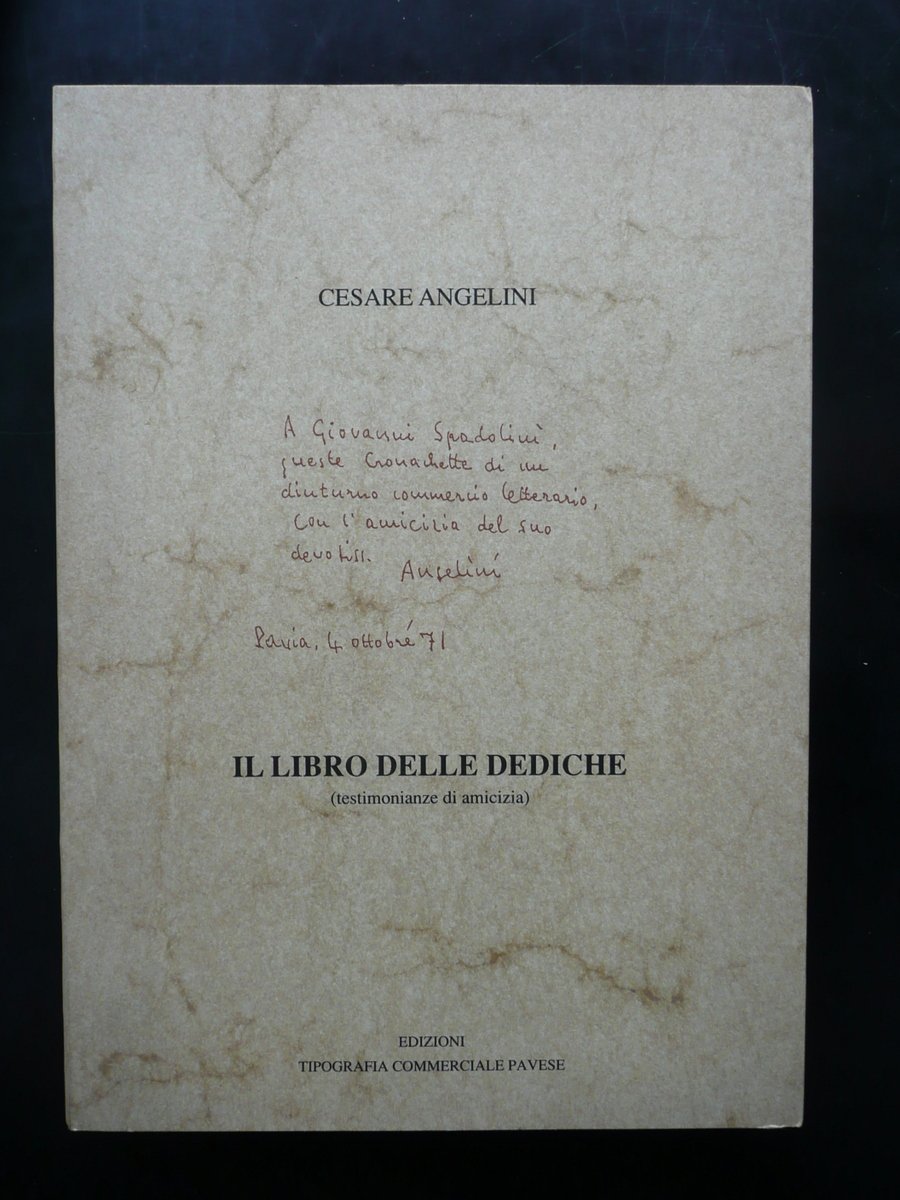 CESARE ANGELINI
A Giovanni Spadolini,
queste Cronachette di un
diuturno commercio letterario,
con l'amicizia del suo
devotiss.
Angelini
Pavia, 4 ottobre 71
IL LIBRO DELLE DEDICHE
(testimonianze di amicizia)
EDIZIONI
TIPOGRAFIA COMMERCIALE PAVESE